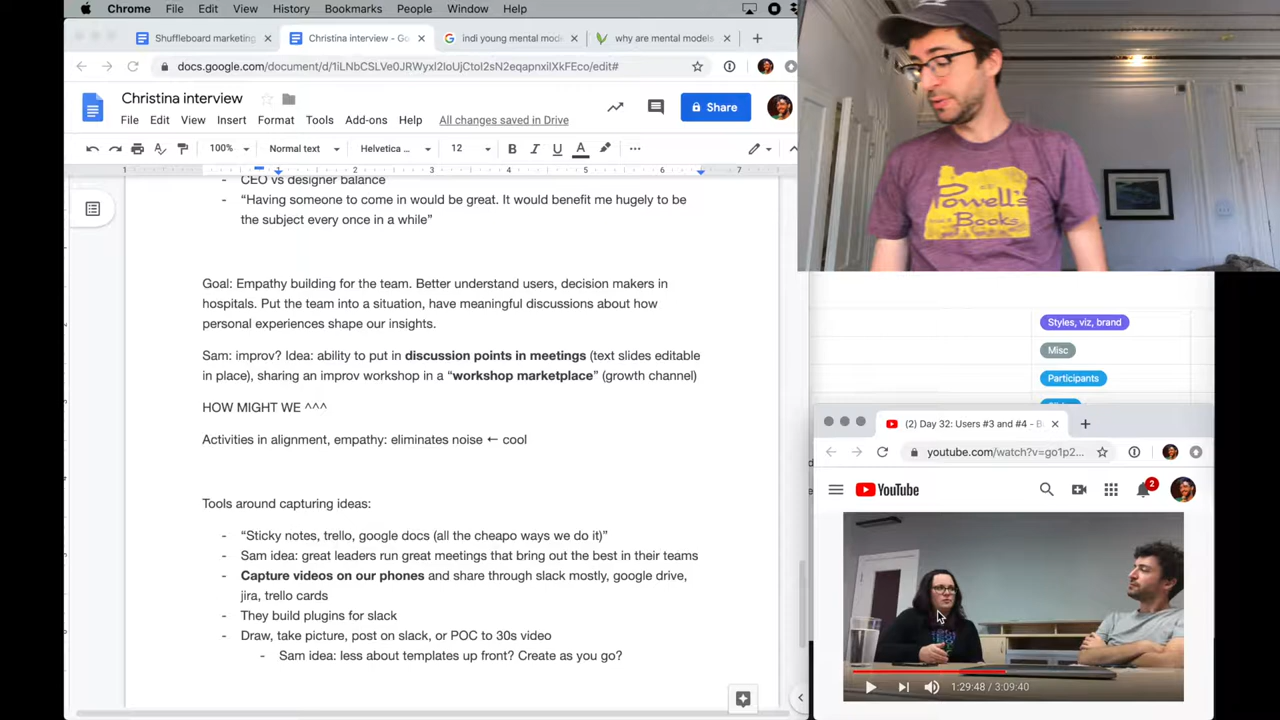 Chrome File Edit View History Bookmarks People Window Help
Shuffleboard marketing
Christina interview - Go
indi young mental mod
why are mental models
docs.google.com/document/d/1iLNbCSLVe0JRWyxI2IoUjCtoI2sN2eqapnxiIXkFEco/edit#
Christina interview
File Edit View Insert Format Tools Add-ons Help All changes saved in Drive
Share
100% Normal text Helvetica ... 12 B I U A
1 1 2 3 4 5 6 7
- CEO vs designer balance
- “Having someone to come in would be great. It would benefit me hugely to be
the subject every once in a while”
Goal: Empathy building for the team. Better understand users, decision makers in
hospitals. Put the team into a situation, have meaningful discussions about how
personal experiences shape our insights.
Sam: improv? Idea: ability to put in discussion points in meetings (text slides editable
in place), sharing an improv workshop in a “workshop marketplace” (growth channel)
HOW MIGHT WE ^^^
Activities in alignment, empathy: eliminates noise ← cool
Tools around capturing ideas:
- “Sticky notes, trello, google docs (all the cheapo ways we do it)”
- Sam idea: great leaders run great meetings that bring out the best in their teams
- Capture videos on our phones and share through slack mostly, google drive,
jira, trello cards
- They build plugins for slack
- Draw, take picture, post on slack, or POC to 30s video
- Sam idea: less about templates up front? Create as you go?
Powell's
Books
Styles, viz, brand
Misc
Participants
(2) Day 32: Users #3 and #4 - B
youtube.com/watch?v=go1p2...
YouTube
2
1:29:48 / 3:09:40